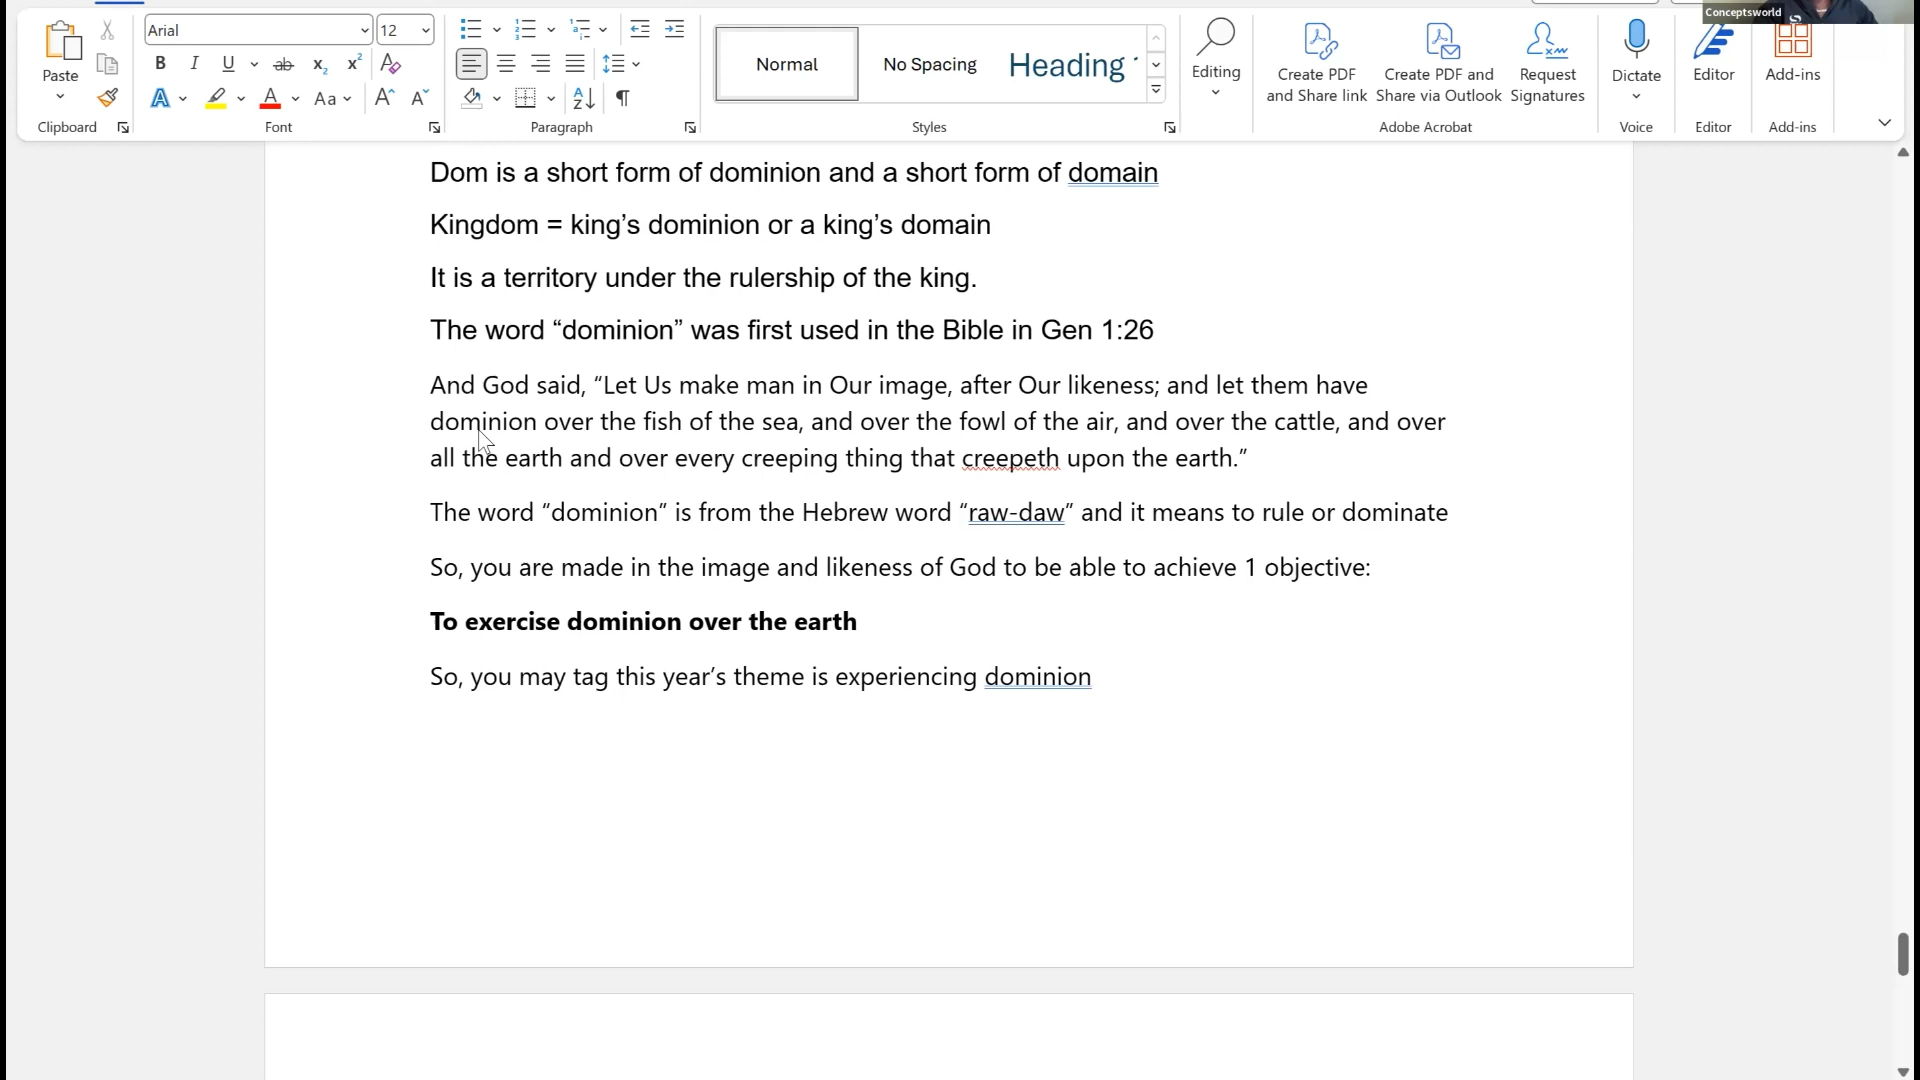 Conceptsworld
Arial
12
Paste
B I U ab x2 x2 A
A A Aa A A
A Z ¶
Normal
No Spacing
Heading
Editing
Create PDF
and Share link
Create PDF and
Share via Outlook
Request
Signatures
Dictate
Editor
Add-ins
Clipboard
Font
Paragraph
Styles
Adobe Acrobat
Voice
Editor
Add-ins
Dom is a short form of dominion and a short form of domain
Kingdom = king’s dominion or a king’s domain
It is a territory under the rulership of the king.
The word “dominion” was first used in the Bible in Gen 1:26
And God said, “Let Us make man in Our image, after Our likeness; and let them have
dominion over the fish of the sea, and over the fowl of the air, and over the cattle, and over
all the earth and over every creeping thing that creepeth upon the earth.”
The word “dominion” is from the Hebrew word “raw-daw” and it means to rule or dominate
So, you are made in the image and likeness of God to be able to achieve 1 objective:
To exercise dominion over the earth
So, you may tag this year’s theme is experiencing dominion